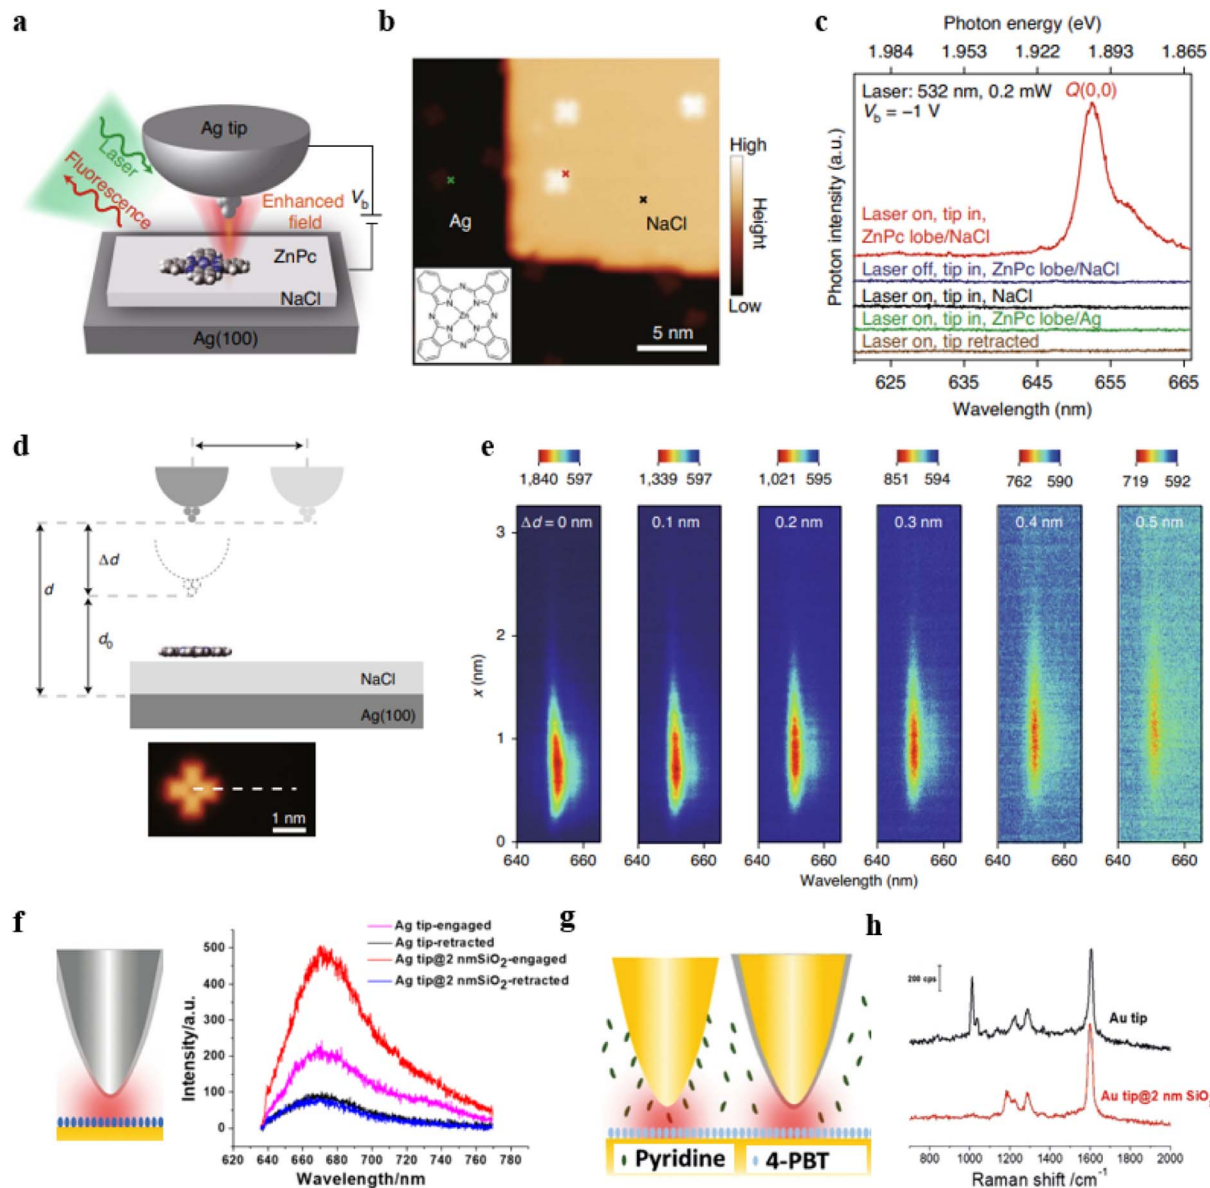 a
Laser
Fluorescence
Ag tip
Enhanced
field
V_b
ZnPc
NaCl
Ag(100)
b
Ag
NaCl
5 nm
High
Height
Low
N
N
N
N
Zn
N
N
N
N
c
Photon energy (eV)
1.984 1.953 1.922 1.893 1.865
Laser: 532 nm, 0.2 mW
V_b = −1 V
Q(0,0)
Laser on, tip in,
ZnPc lobe/NaCl
Laser off, tip in, ZnPc lobe/NaCl
Laser on, tip in, NaCl
Laser on, tip in, ZnPc lobe/Ag
Laser on, tip retracted
Photon intensity (a.u.)
625 635 645 655 665
Wavelength (nm)
d
Δd
d
d₀
NaCl
Ag(100)
1 nm
e
1,840 597 1,339 597 1,021 595 851 594 762 590 719 592
Δd = 0 nm 0.1 nm 0.2 nm 0.3 nm 0.4 nm 0.5 nm
3
2
1
0
x (nm)
640 660 640 660 640 660 640 660 640 660 640 660
Wavelength (nm)
f
Ag tip-engaged
Ag tip-retracted
Ag tip@2 nmSiO₂-engaged
Ag tip@2 nmSiO₂-retracted
500
400
300
200
100
0
Intensity/a.u.
620 640 660 680 700 720 740 760 780
Wavelength/nm
g
Pyridine
4-PBT
h
200 cps
Au tip
Au tip@2 nm SiO
800 1000 1200 1400 1600 1800 2000
Raman shift /cm⁻¹